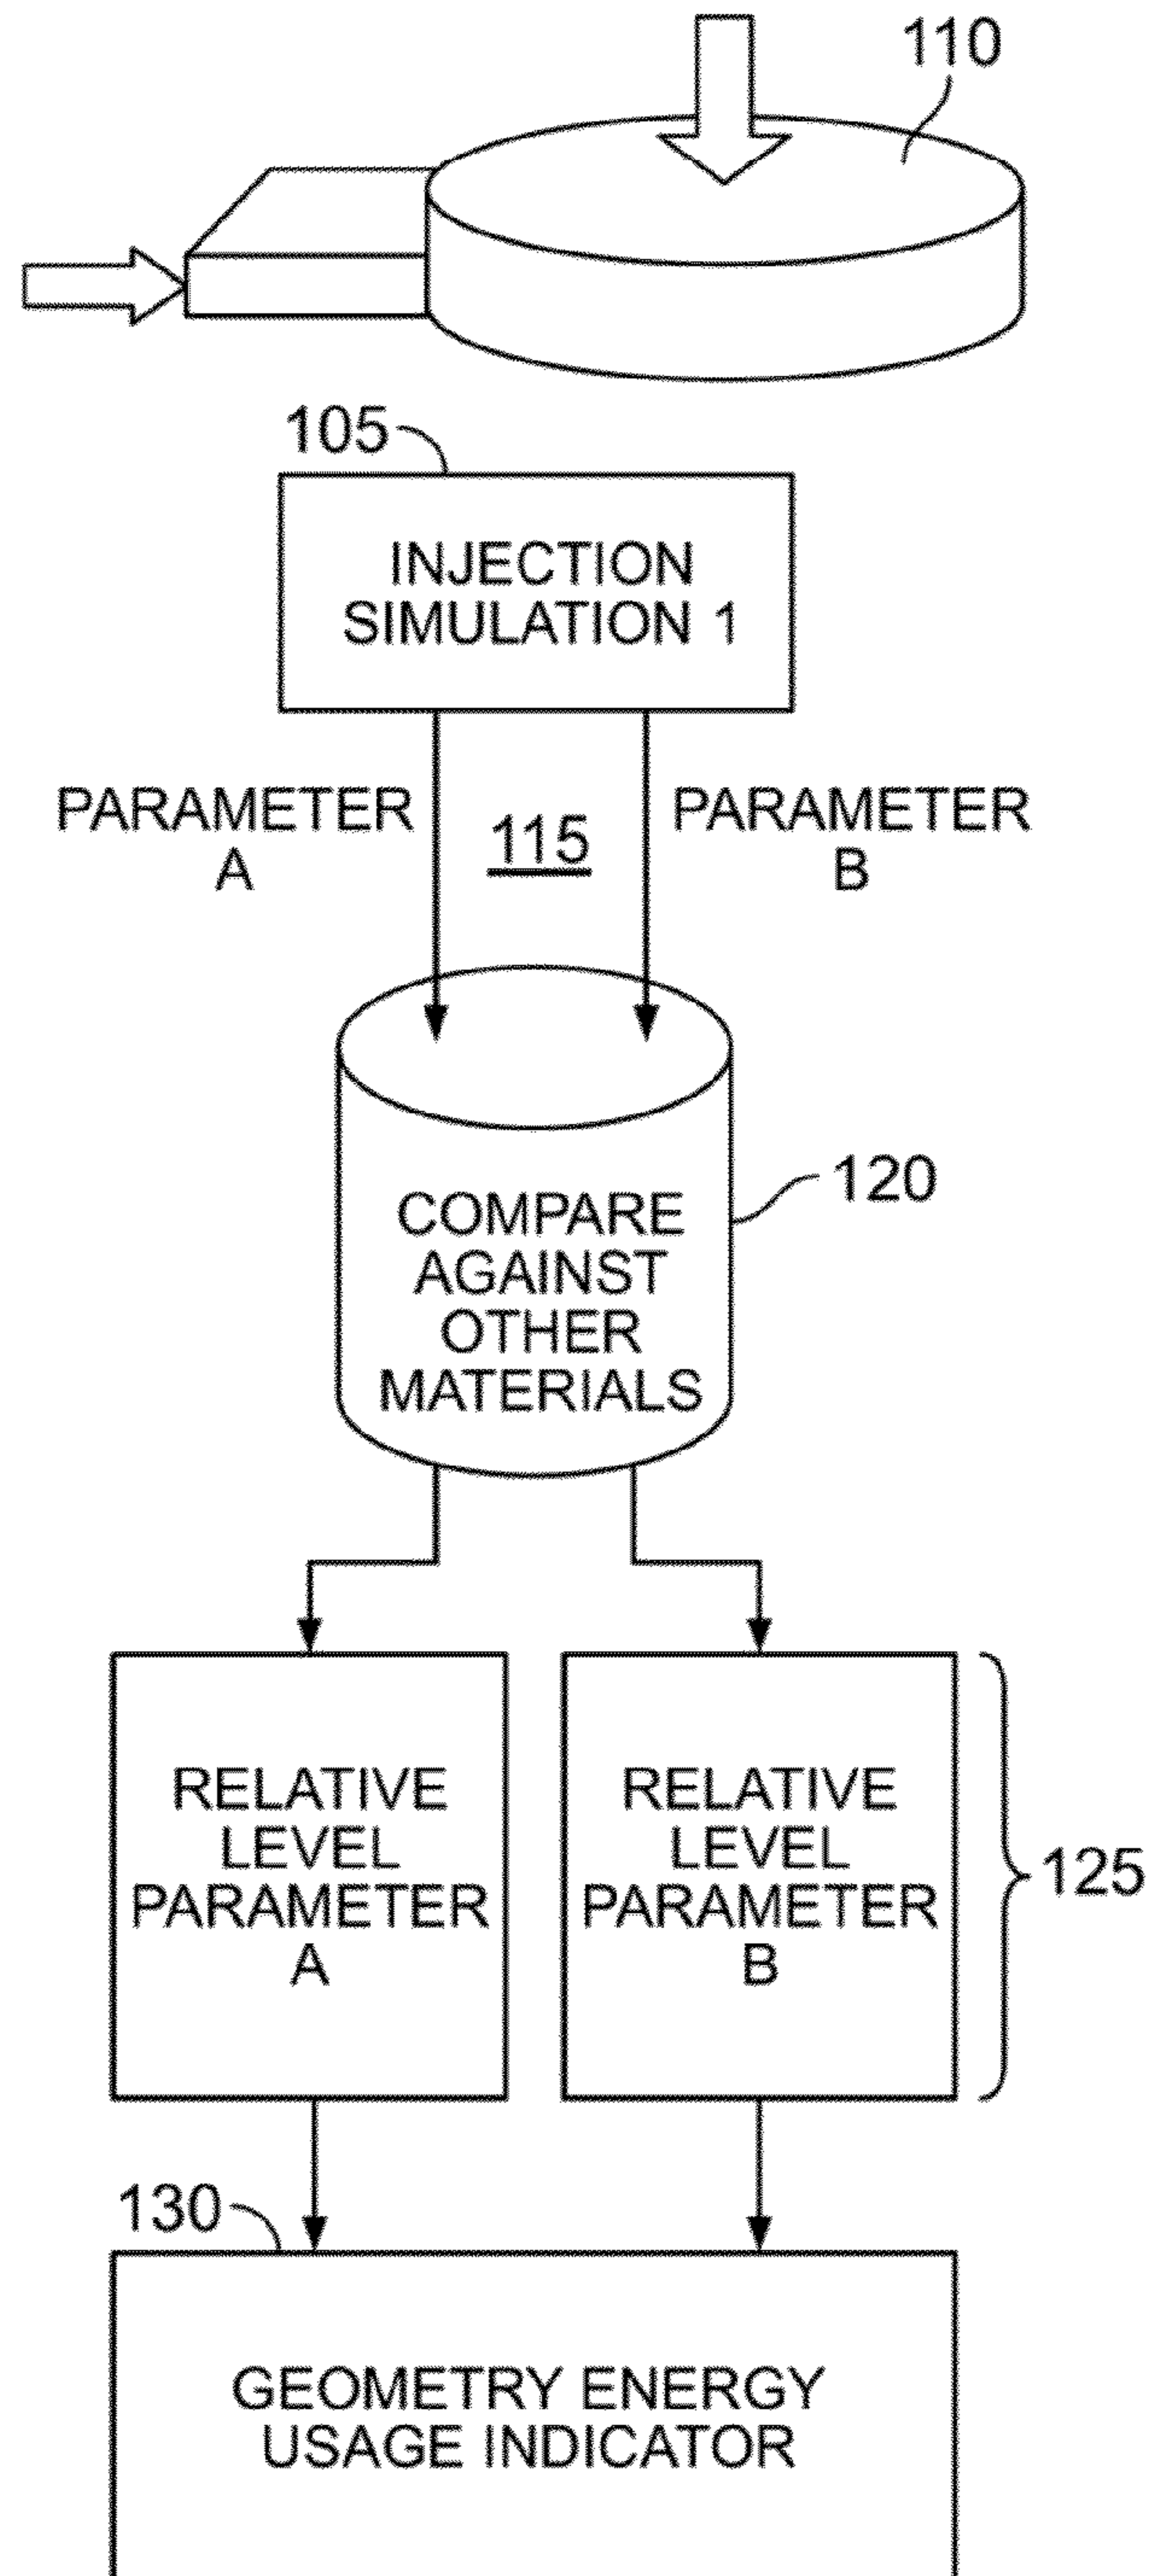 110
105
INJECTION
SIMULATION 1
PARAMETER
A
115
PARAMETER
B
120
COMPARE
AGAINST
OTHER
MATERIALS
RELATIVE
LEVEL
PARAMETER
A
RELATIVE
LEVEL
PARAMETER
B
125
130
GEOMETRY ENERGY
USAGE INDICATOR